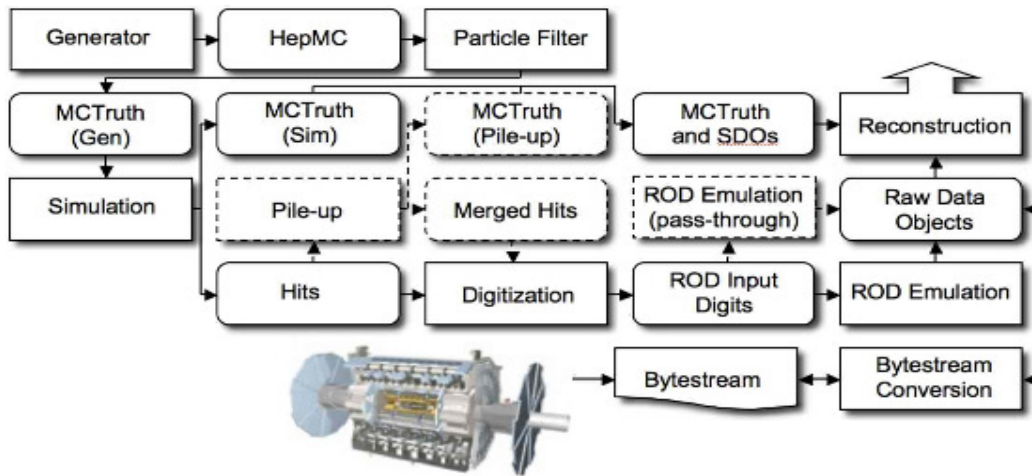 Generator
HepMC
Particle Filter
MCTruth
(Gen)
MCTruth
(Sim)
MCTruth
(Pile-up)
MCTruth
and SDOs
Reconstruction
Simulation
Pile-up
Merged Hits
ROD Emulation
(pass-through)
Raw Data
Objects
Hits
Digitization
ROD Input
Digits
ROD Emulation
Bytestream
Bytestream
Conversion